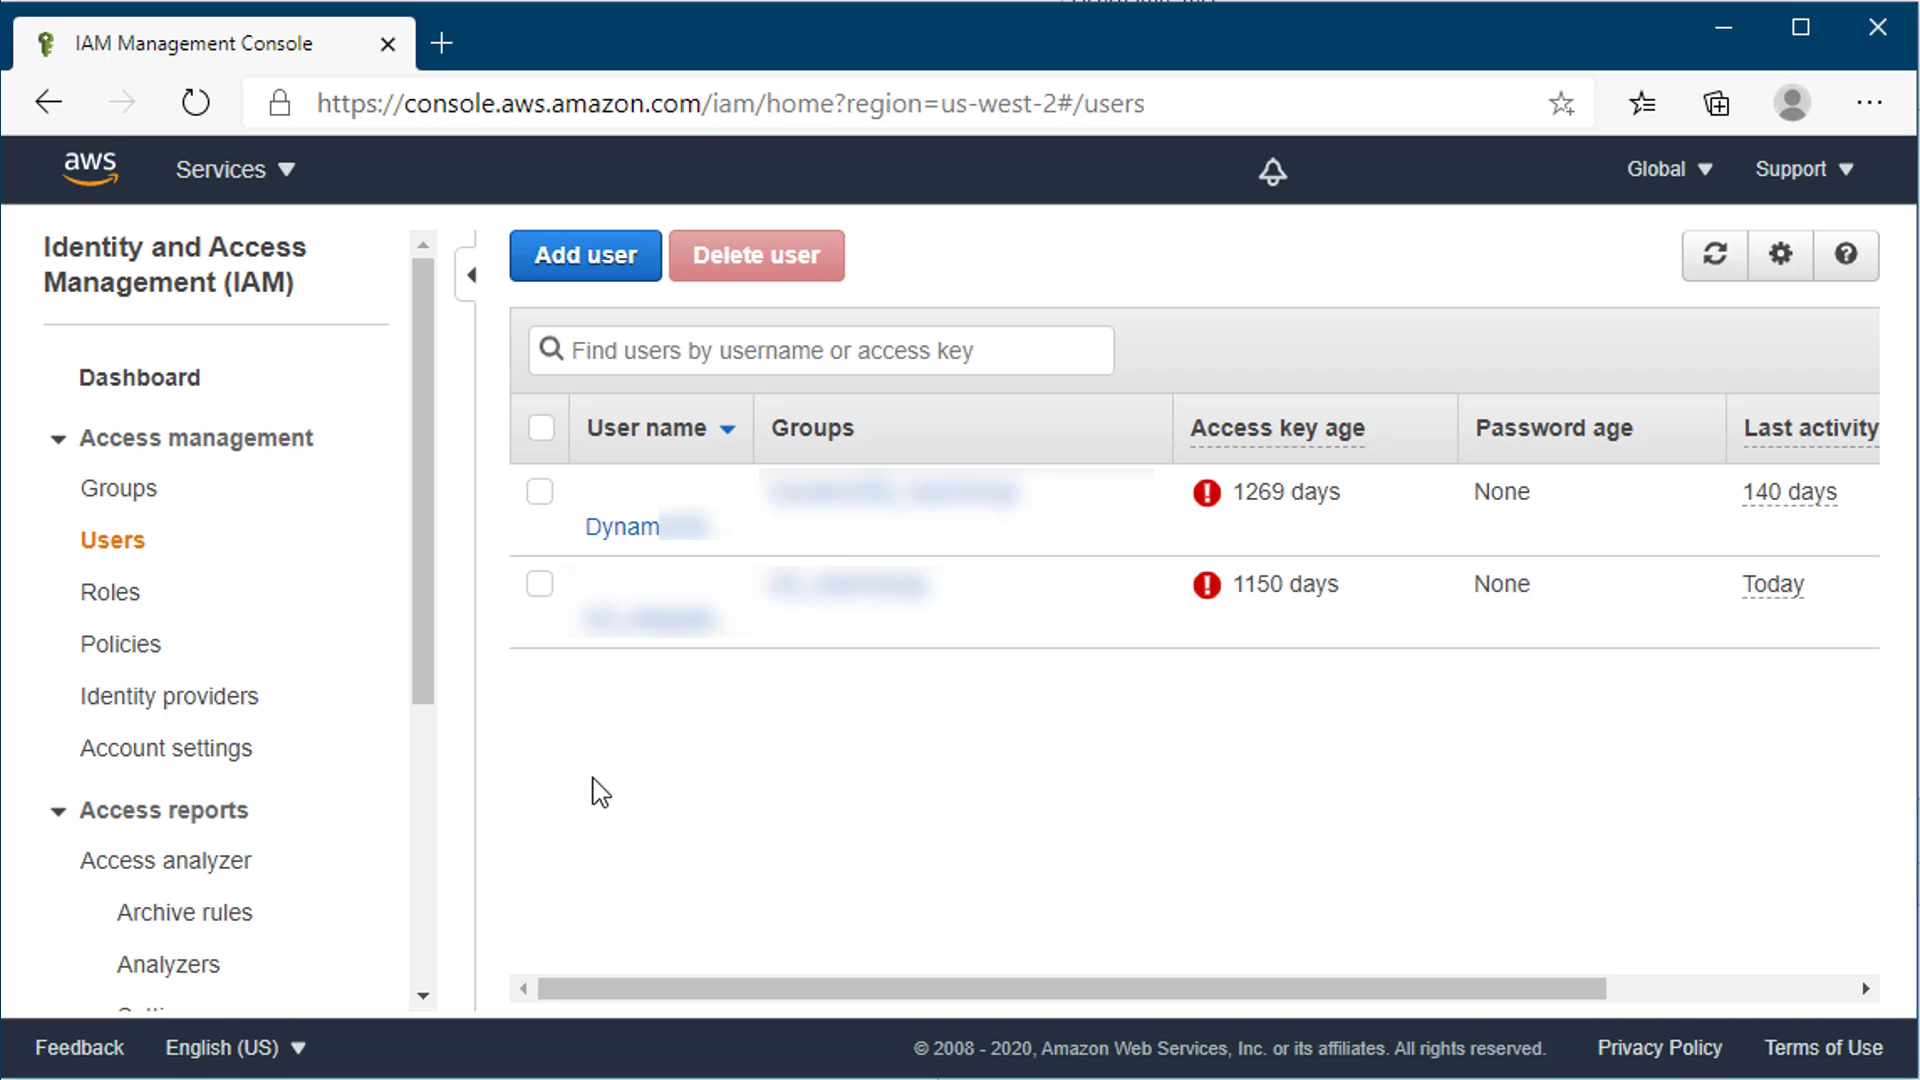 IAM Management Console
https://console.aws.amazon.com/iam/home?region=us-west-2#/users
aws
Services
Global
Support
Identity and Access
Management (IAM)
Dashboard
Access management
Groups
Users
Roles
Policies
Identity providers
Account settings
Access reports
Access analyzer
Archive rules
Analyzers
Add user
Delete user
Find users by username or access key
User name
Groups
Access key age
Password age
Last activity
1269 days
None
140 days
Dynam
1150 days
None
Today
Feedback
English (US)
© 2008 - 2020, Amazon Web Services, Inc. or its affiliates. All rights reserved.
Privacy Policy
Terms of Use